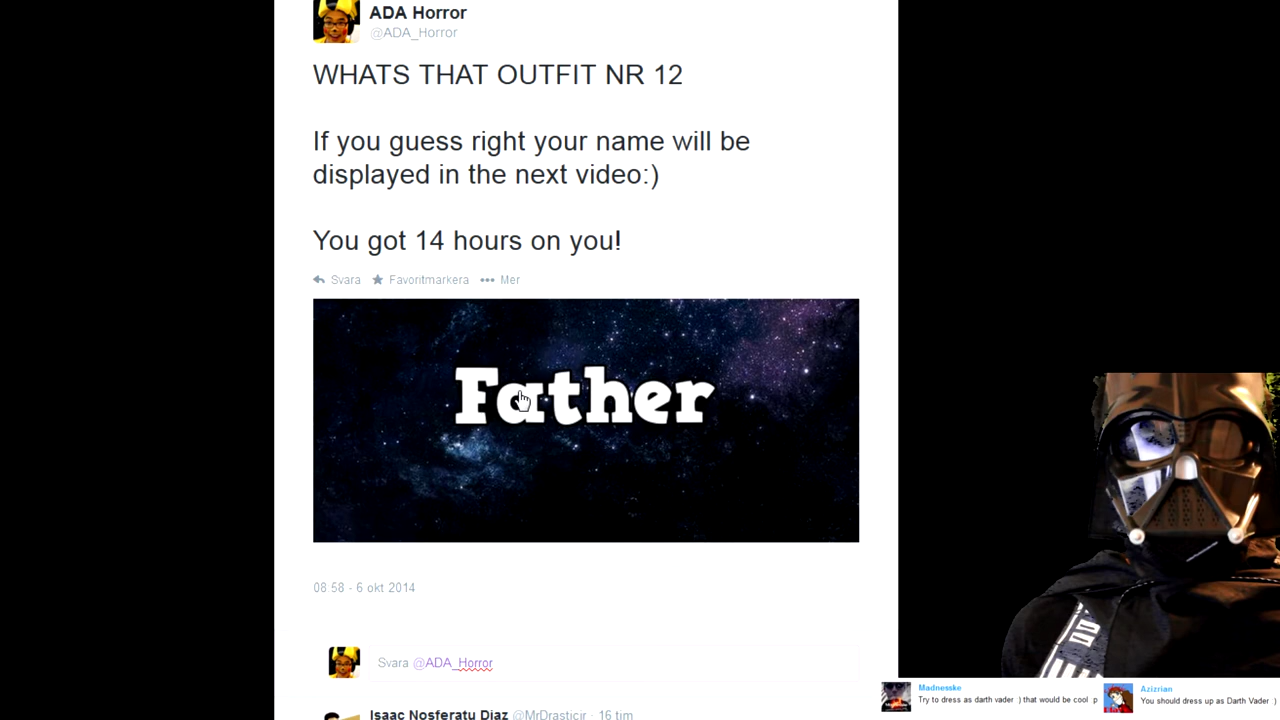 ADA Horror
@ADA_Horror
WHATS THAT OUTFIT NR 12
If you guess right your name will be
displayed in the next video:)
You got 14 hours on you!
Svara Favoritmarkera Mer
Father
08:58 - 6 okt 2014
Svara @ADA_Horror
Isaac Nosferatu Diaz @MrDrasticir · 16 tim
Madnesske
Try to dress as darth vader :) that would be cool :p
Azizrian
You should dress up as Darth Vader :)